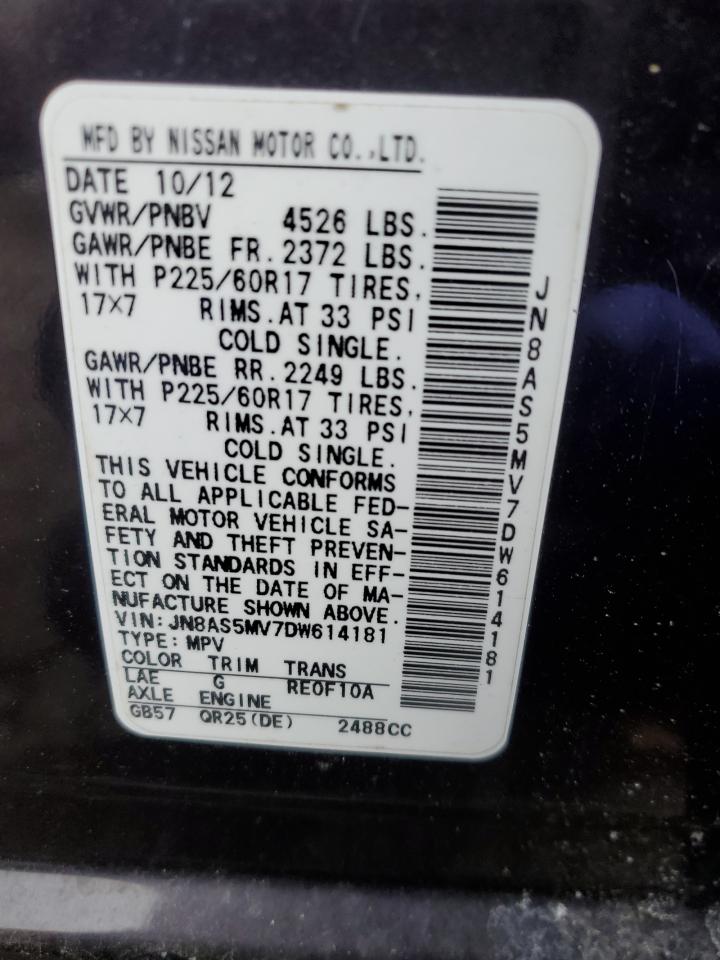 MFD BY NISSAN MOTOR CO.,LTD.
DATE 10/12
GVWR/PNBV 4526 LBS.
GAWR/PNBE FR. 2372 LBS.
WITH P225/60R17 TIRES,
17×7 RIMS.AT 33 PSI
COLD SINGLE.
GAWR/PNBE RR. 2249 LBS.
WITH P225/60R17 TIRES,
17×7 RIMS.AT 33 PSI
COLD SINGLE.
THIS VEHICLE CONFORMS
TO ALL APPLICABLE FED-
ERAL MOTOR VEHICLE SA-
FETY AND THEFT PREVEN-
TION STANDARDS IN EFF-
ECT ON THE DATE OF MA-
NUFACTURE SHOWN ABOVE.
VIN:JN8AS5MV7DW614181
TYPE:MPV
COLOR TRIM TRANS
LAE G RE0F10A
AXLE ENGINE
GB57 QR25(DE) 2488CC
JN8AS5MV7DW614181